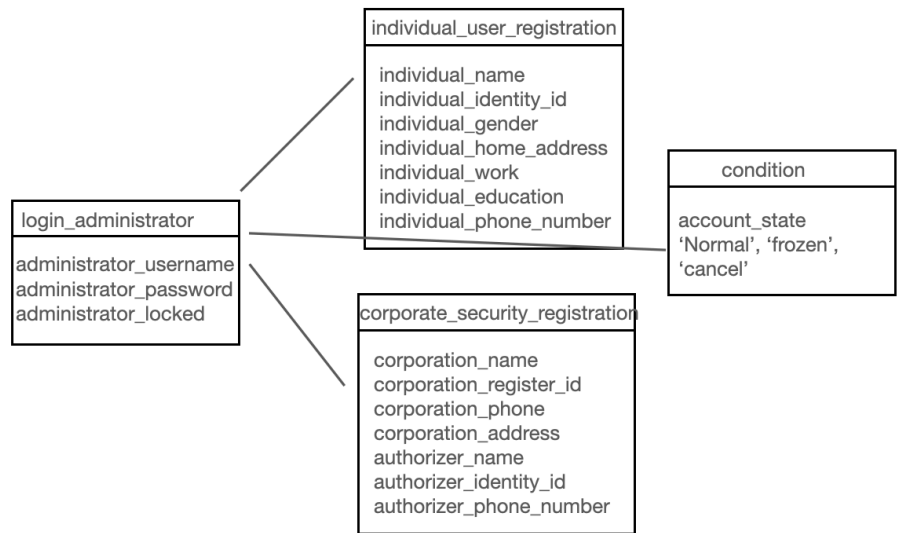 individual_user_registration
individual_name
individual_identity_id
individual_gender
individual_home_address
individual_work
individual_education
individual_phone_number
condition
account_state
‘Normal’, ‘frozen’,
‘cancel’
login_administrator
administrator_username
administrator_password
administrator_locked
corporate_security_registration
corporation_name
corporation_register_id
corporation_phone
corporation_address
authorizer_name
authorizer_identity_id
authorizer_phone_number